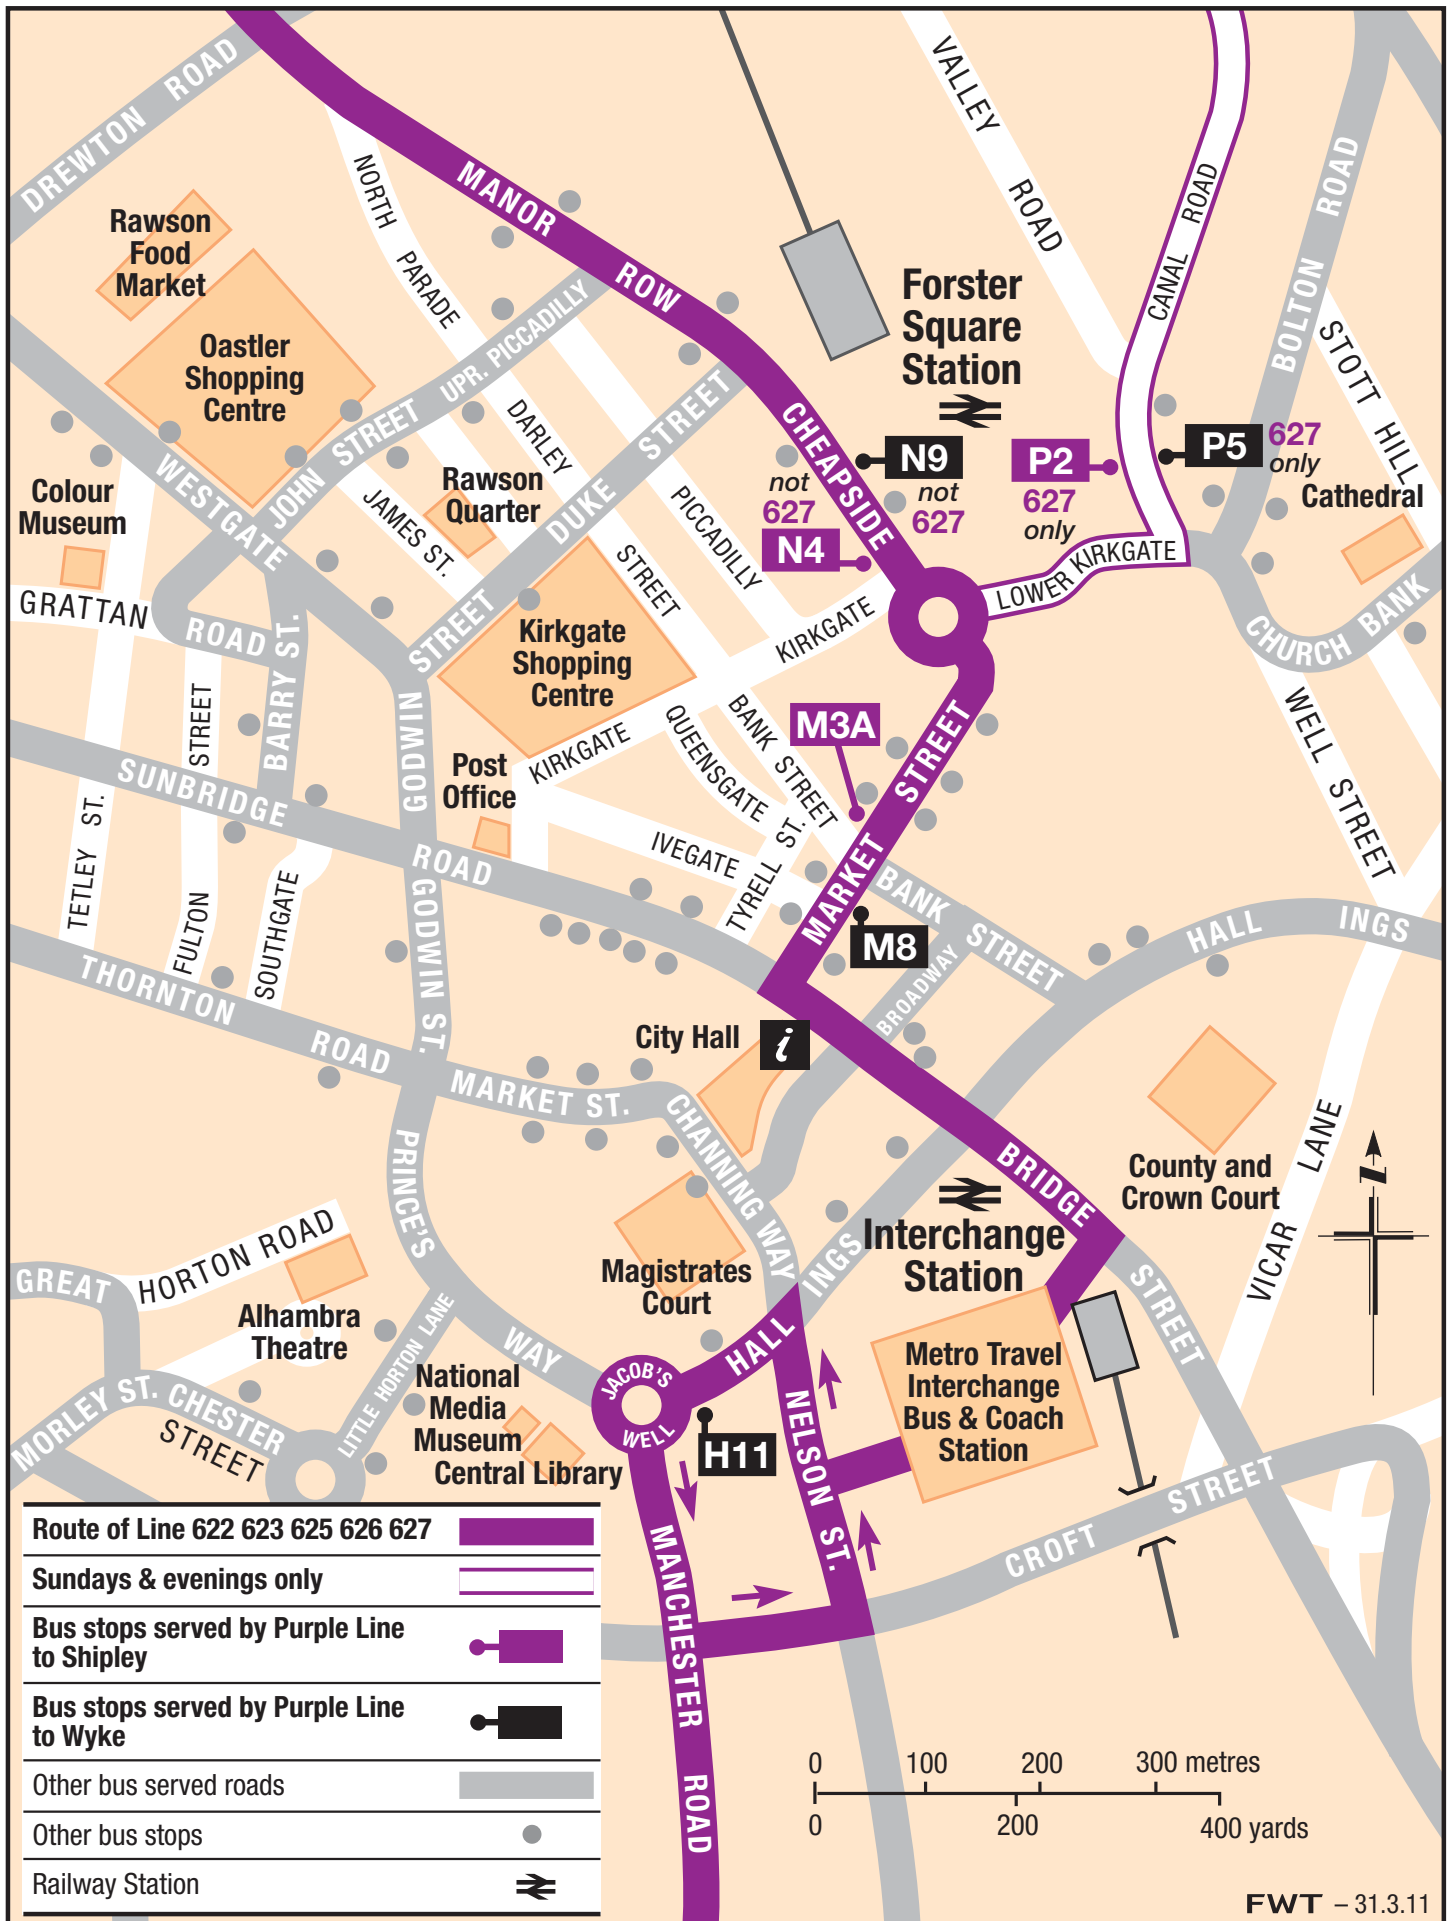 DREWTON ROAD
MANOR ROW
NORTH PARADE
VALLEY ROAD
CANAL ROAD
BOLTON ROAD
STOTT HILL
Rawson
Food
Market
Oastler
Shopping
Centre
UPR. PICCADILLY
JOHN STREET
DARLEY STREET
PICCADILLY
DUKE STREET
CHEAPSIDE
Forster
Square
Station
N9
not
627
not
627
N4
P2
627
only
P5
627
only
Cathedral
Colour
Museum
WESTGATE
JAMES ST.
Rawson
Quarter
GRATTAN
ROAD
BARRY ST.
STREET
Kirkgate
Shopping
Centre
KIRKGATE
LOWER KIRKGATE
CHURCH BANK
WELL STREET
M3A
MARKET STREET
BANK STREET
QUEENSGATE
KIRKGATE
Post
Office
GODWIN
SUNBRIDGE
ROAD
IVEGATE
TYRELL ST.
TETLEY ST.
FULTON
STREET
SOUTHGATE
GODWIN ST.
M8
BANK STREET
BROADWAY
HALL INGS
THORNTON
ROAD
MARKET ST.
City Hall
i
CHANNING WAY
PRINCE'S
WAY
BRIDGE
STREET
County and
Crown Court
VICAR LANE
N
Interchange
Station
INGS
HALL
Magistrates
Court
GREAT
HORTON ROAD
Alhambra
Theatre
LITTLE HORTON LANE
National
Media
Museum
Central Library
MORLEY ST.
CHESTER
STREET
JACOB'S
WELL
H11
NELSON ST.
Metro Travel
Interchange
Bus & Coach
Station
CROFT STREET
MANCHESTER ROAD
Route of Line 622 623 625 626 627
Sundays & evenings only
Bus stops served by Purple Line
to Shipley
Bus stops served by Purple Line
to Wyke
Other bus served roads
Other bus stops
Railway Station
0 100 200 300 metres
0 200 400 yards
FWT – 31.3.11